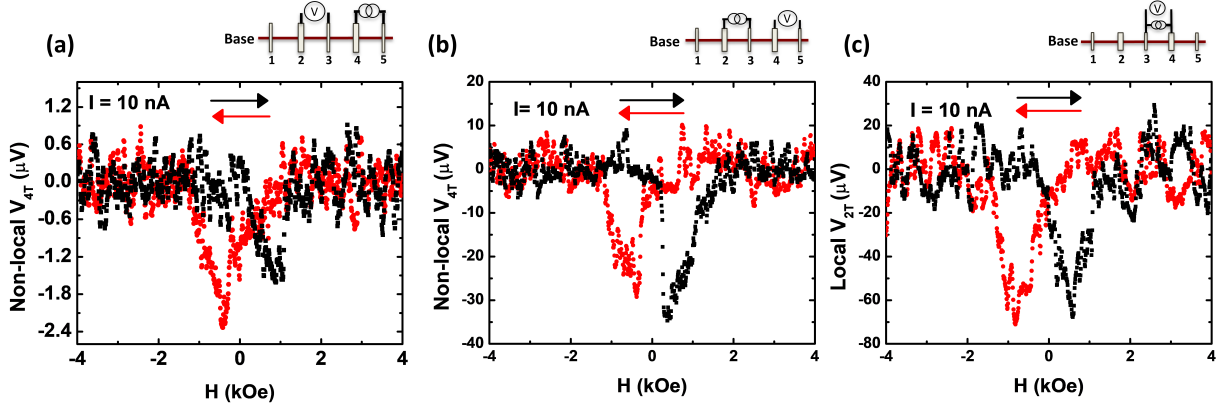 (a)
Base
V
1 2 3 4 5
I = 10 nA
1.2
0.6
0.0
-0.6
-1.2
-1.8
-2.4
Non-local V4T (μV)
-4 -2 0 2 4
H (kOe)
(b)
Base
V
1 2 3 4 5
I= 10 nA
20
10
0
-10
-20
-30
-40
Non-local V4T (μV)
-4 -2 0 2 4
H (kOe)
(c)
Base
V
1 2 3 4 5
I = 10 nA
40
20
0
-20
-40
-60
-80
Local V2T (μV)
-4 -2 0 2 4
H (kOe)